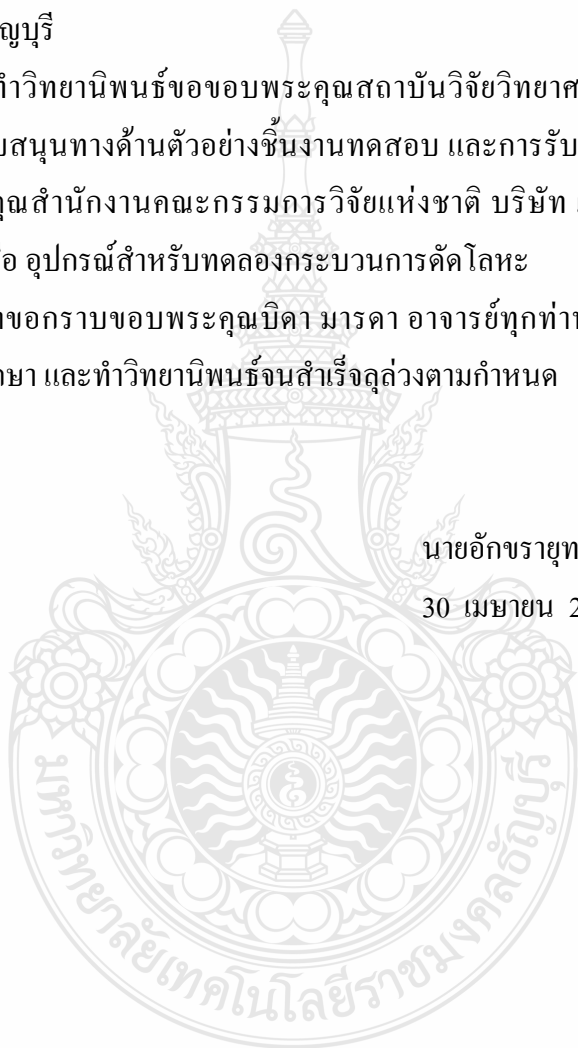 ญบุรี
ทำวิทยานิพนธ์ขอขอบพระคุณสถาบันวิจัยวิทยาศ
บสนุนทางด้านตัวอย่างชิ้นงานทดสอบ และการรับ
คุณสำนักงานคณะกรรมการวิจัยแห่งชาติ บริษัท
อ อุปกรณ์สำหรับทดลองกระบวนการดัดโลหะ
าขอกราบขอบพระคุณบิดา มารดา อาจารย์ทุกท่าน
กษา และทำวิทยานิพนธ์จนสำเร็จลุล่วงตามกำหนด
นายอักขรายุท
30 เมษายน 2
มหาวิทยาลัยเทคโนโลยีราชมงคลธัญบุรี